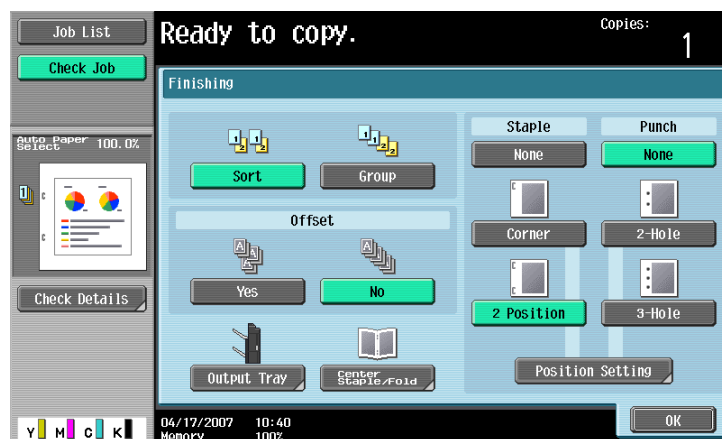 Job List
Check Job
Auto Paper
Select 100.0%
Check Details
Y M C K
Ready to copy.
Copies:
1
Finishing
Sort
Group
Offset
Yes
No
Output Tray
Center
Staple/Fold
Staple
Punch
None
None
Corner
2-Hole
2 Position
3-Hole
Position Setting
04/17/2007 10:40
Memory 100%
OK